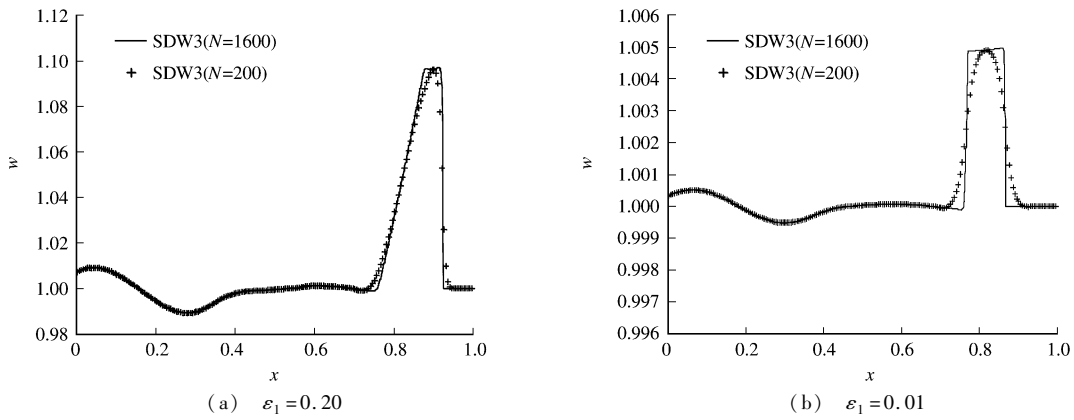 1.12
SDW3(N=1600)
SDW3(N=200)
1.10
1.08
1.06
w
1.04
1.02
1.00
0.98
0 0.2 0.4 0.6 0.8 1.0
x
(a) ε₁=0.20
1.006
SDW3(N=1600)
1.005
SDW3(N=200)
1.004
1.003
w
1.001
1.000
0.999
0.998
0.997
0.996
0 0.2 0.4 0.6 0.8 1.0
x
(b) ε₁=0.01